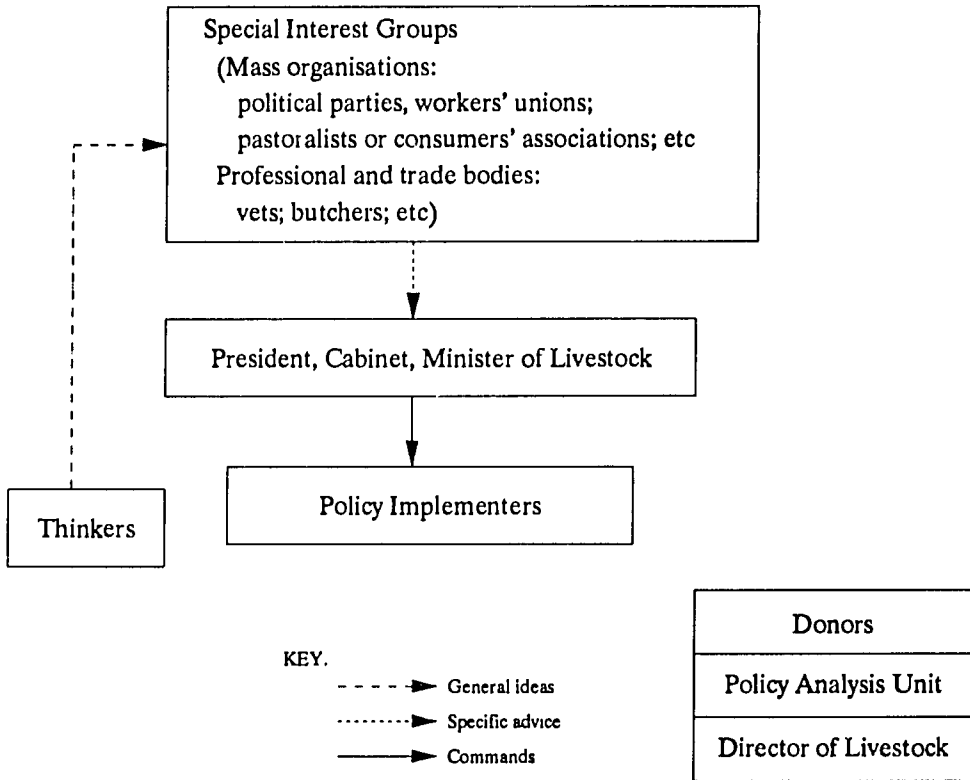 Special Interest Groups
(Mass organisations:
political parties, workers' unions;
pastoralists or consumers' associations; etc
Professional and trade bodies:
vets; butchers; etc)
President, Cabinet, Minister of Livestock
Policy Implementers
Thinkers
KEY.
General ideas
Specific advice
Commands
Donors
Policy Analysis Unit
Director of Livestock